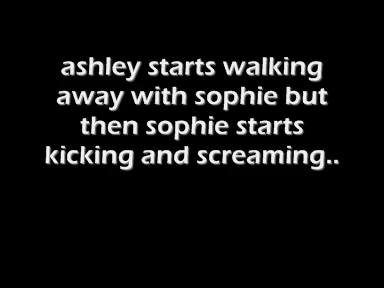 ashley starts walking
away with sophie but
then sophie starts
kicking and screaming..